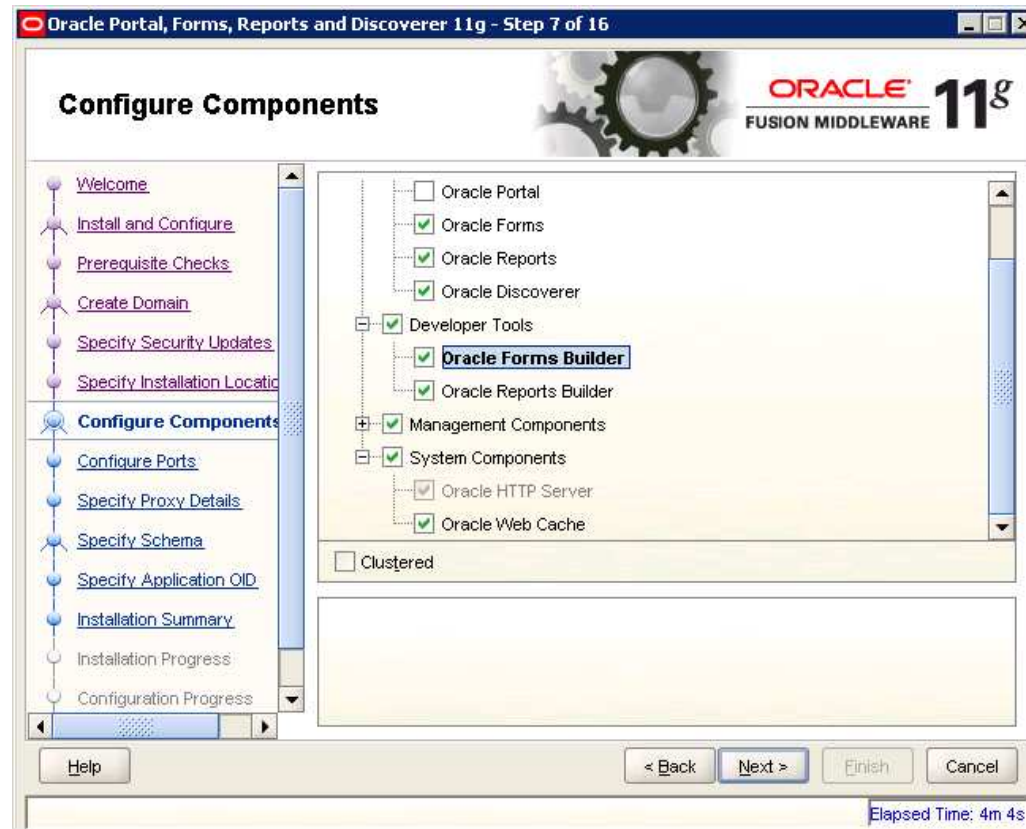 Oracle Portal, Forms, Reports and Discoverer 11g - Step 7 of 16
Configure Components
ORACLE
FUSION MIDDLEWARE
11g
Welcome
Install and Configure
Prerequisite Checks
Create Domain
Specify Security Updates
Specify Installation Locatic
Configure Components
Configure Ports
Specify Proxy Details
Specify Schema
Specify Application OID
Installation Summary
Installation Progress
Configuration Progress
Oracle Portal
Oracle Forms
Oracle Reports
Oracle Discoverer
Developer Tools
Oracle Forms Builder
Oracle Reports Builder
Management Components
System Components
Oracle HTTP Server
Oracle Web Cache
Clustered
Help
< Back
Next >
Finish
Cancel
Elapsed Time: 4m 4s